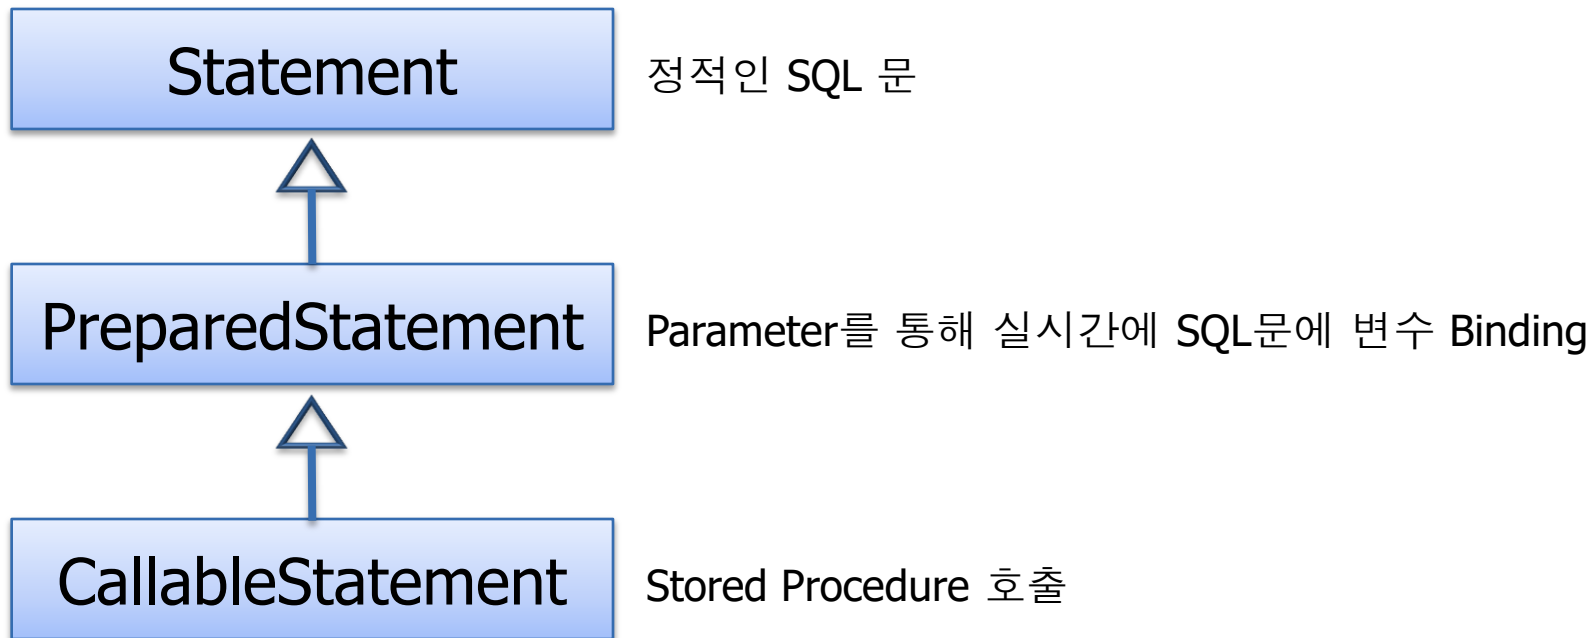 Statement
정적인 SQL 문
PreparedStatement
Parameter를 통해 실시간에 SQL문에 변수 Binding
CallableStatement
Stored Procedure 호출